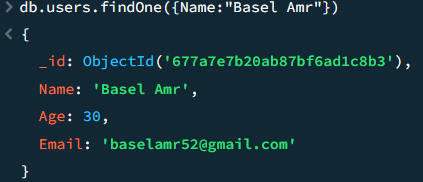 > db.users.findOne({Name:"Basel Amr"})
< {
_id: ObjectId('677a7e7b20ab87bf6ad1c8b3'),
Name: 'Basel Amr',
Age: 30,
Email: 'baselamr52@gmail.com'
}